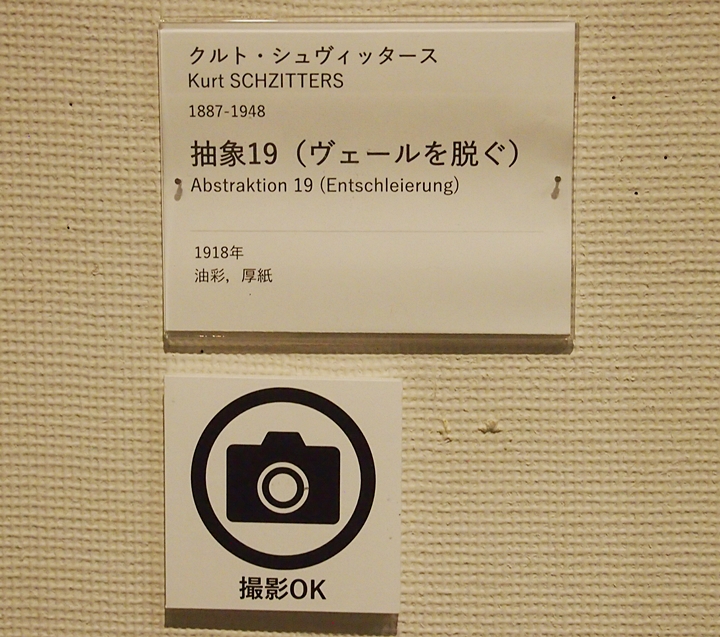 クルト・シュヴィッタース
Kurt SCHZITTERS
1887-1948
抽象19（ヴェールを脱ぐ）
Abstraktion 19 (Entschleierung)
1918年
油彩，厚紙
撮影OK